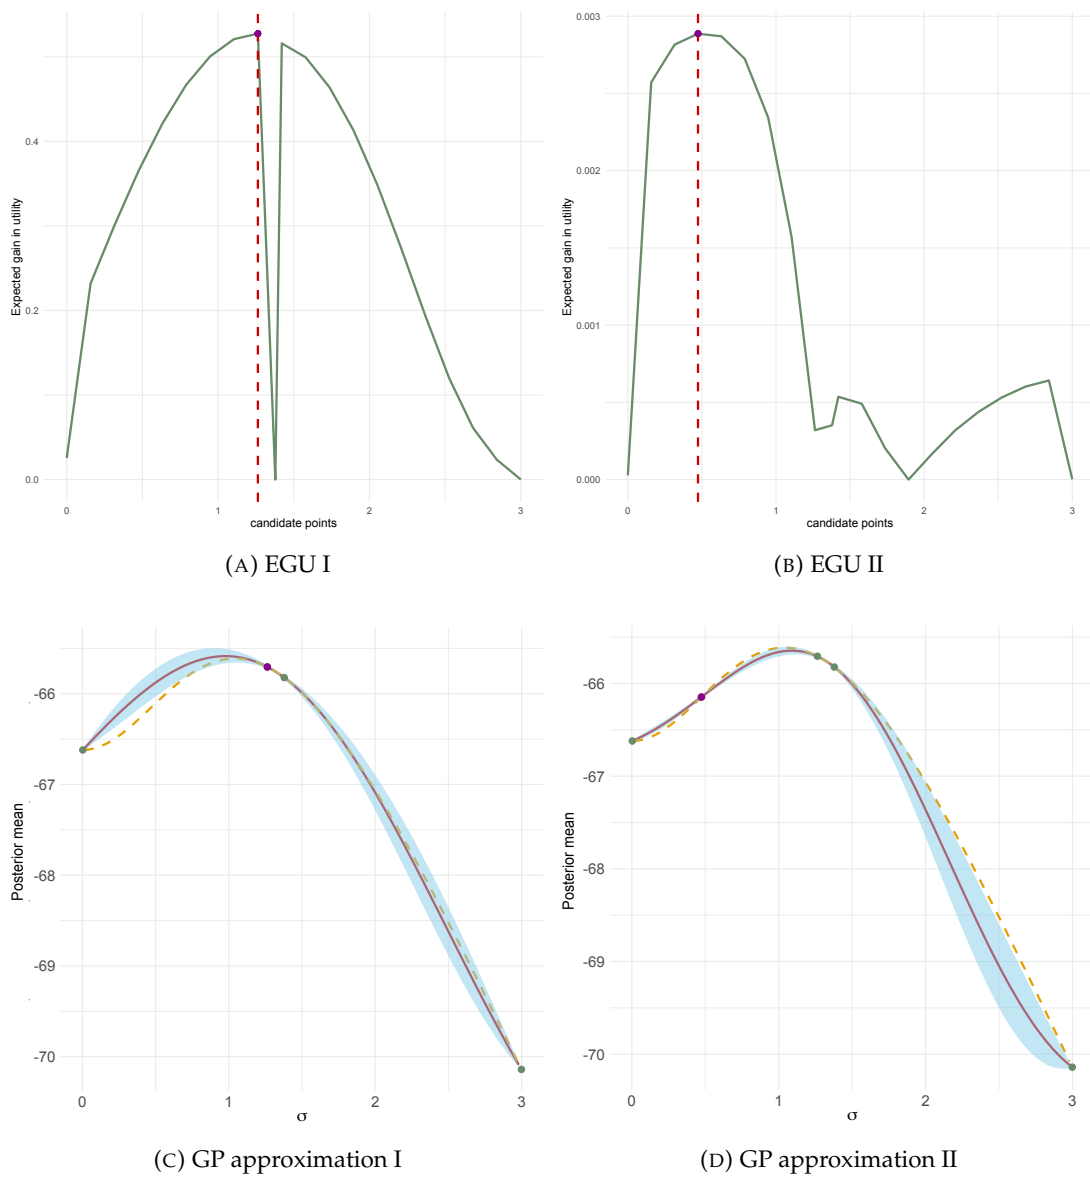 Expected gain in utility
0.4
0.2
0.0
0 1 2 3
candidate points
(A) EGU I
Expected gain in utility
0.003
0.002
0.001
0.000
0 1 2 3
candidate points
(B) EGU II
Posterior mean
-66
-67
-68
-69
-70
0 1 2 3
σ
(C) GP approximation I
Posterior mean
-66
-67
-68
-69
-70
0 1 2 3
σ
(D) GP approximation II